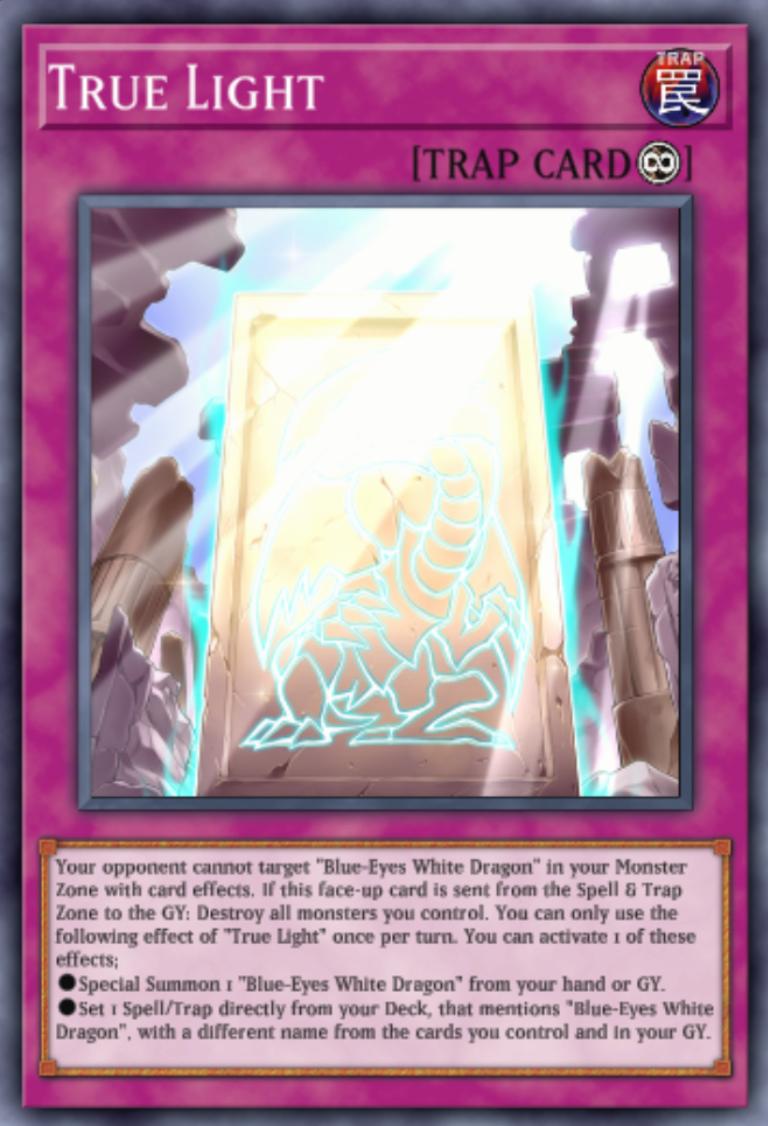 TRUE LIGHT
TRAP
罠
[TRAP CARD]
Your opponent cannot target "Blue-Eyes White Dragon" in your Monster
Zone with card effects. If this face-up card is sent from the Spell & Trap
Zone to the GY: Destroy all monsters you control. You can only use the
following effect of "True Light" once per turn. You can activate 1 of these
effects;
●Special Summon 1 "Blue-Eyes White Dragon" from your hand or GY.
●Set 1 Spell/Trap directly from your Deck, that mentions "Blue-Eyes White
Dragon", with a different name from the cards you control and in your GY.